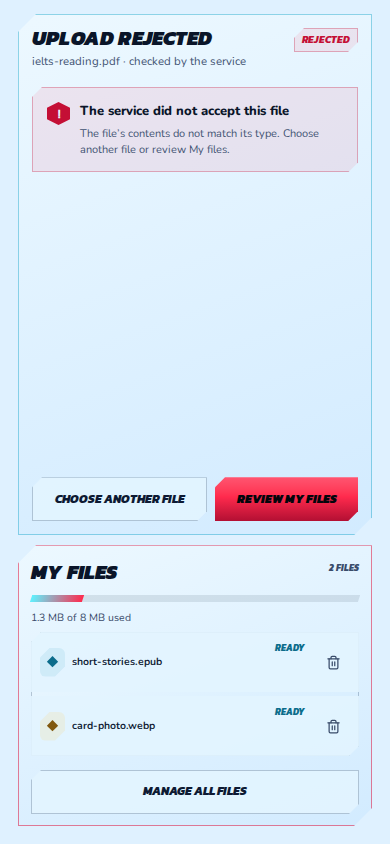 UPLOAD REJECTED
REJECTED
ielts-reading.pdf · checked by the service
!
The service did not accept this file
The file's contents do not match its type. Choose
another file or review My files.
CHOOSE ANOTHER FILE
REVIEW MY FILES
MY FILES
2 FILES
1.3 MB of 8 MB used
READY
short-stories.epub
READY
card-photo.webp
MANAGE ALL FILES